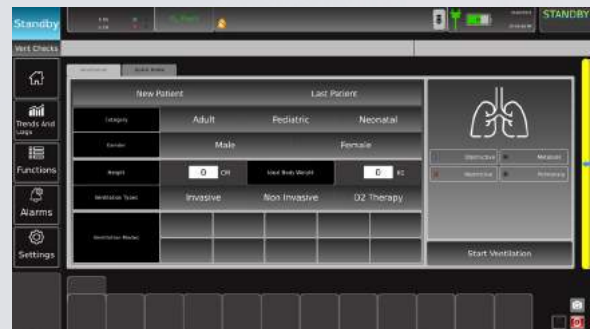 Standby
STANDBY
Vent Checks
New Patient
Last Patient
Category
Adult
Pediatric
Neonatal
Gender
Male
Female
Height
0
CM
Ideal Body Weight
0
KG
Ventilation Types
Invasive
Non Invasive
O2 Therapy
Ventilation Modes
Trends And
Logs
Functions
Alarms
Settings
Obstructive
Metabolic
Restrictive
Pulmonary
Start Ventilation